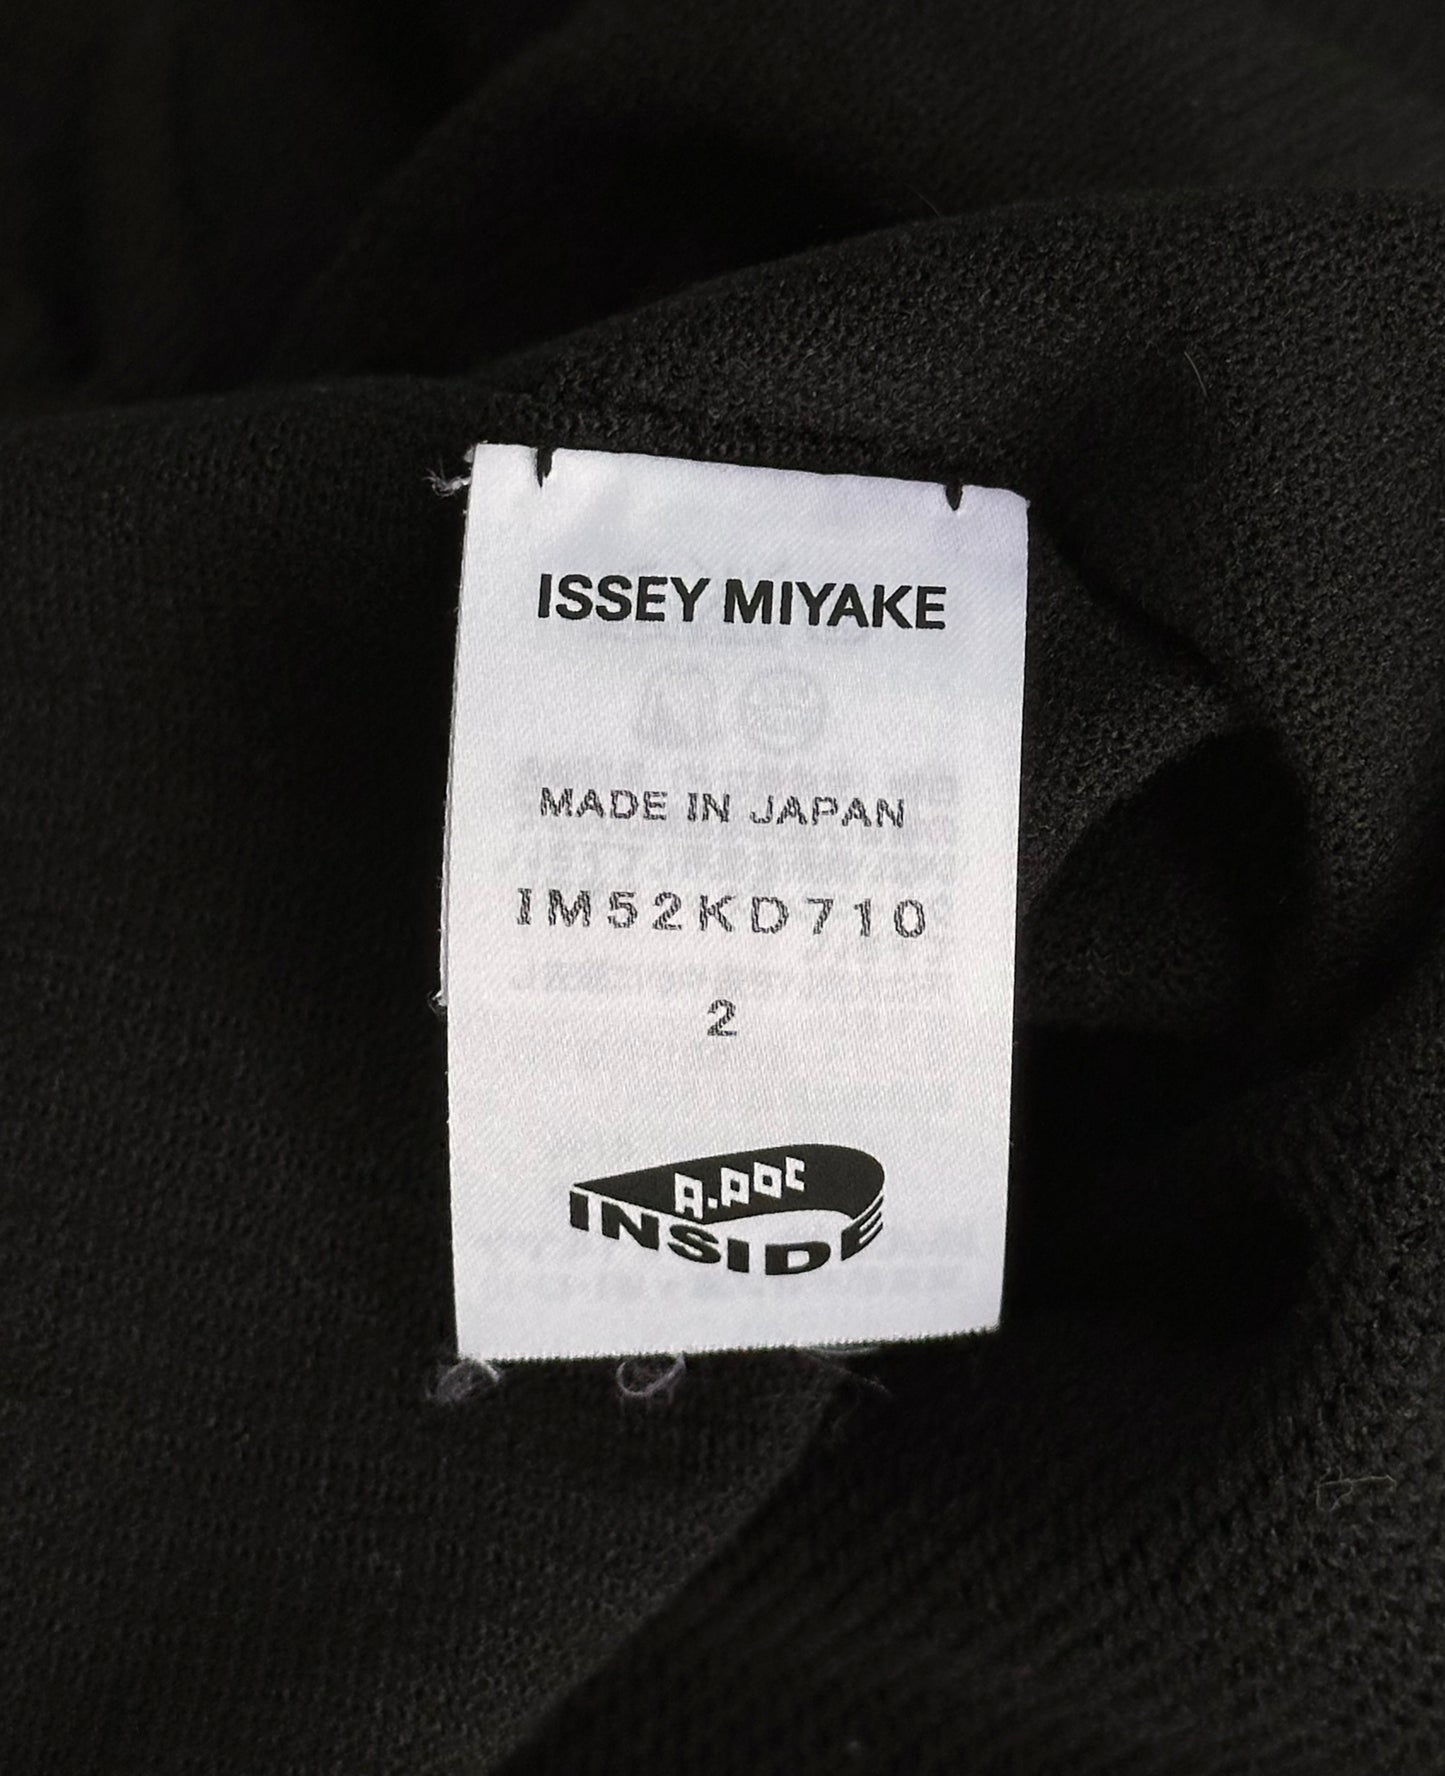 ISSEY MIYAKE
MADE IN JAPAN
IM52KD710
2
A.POC
INSIDE